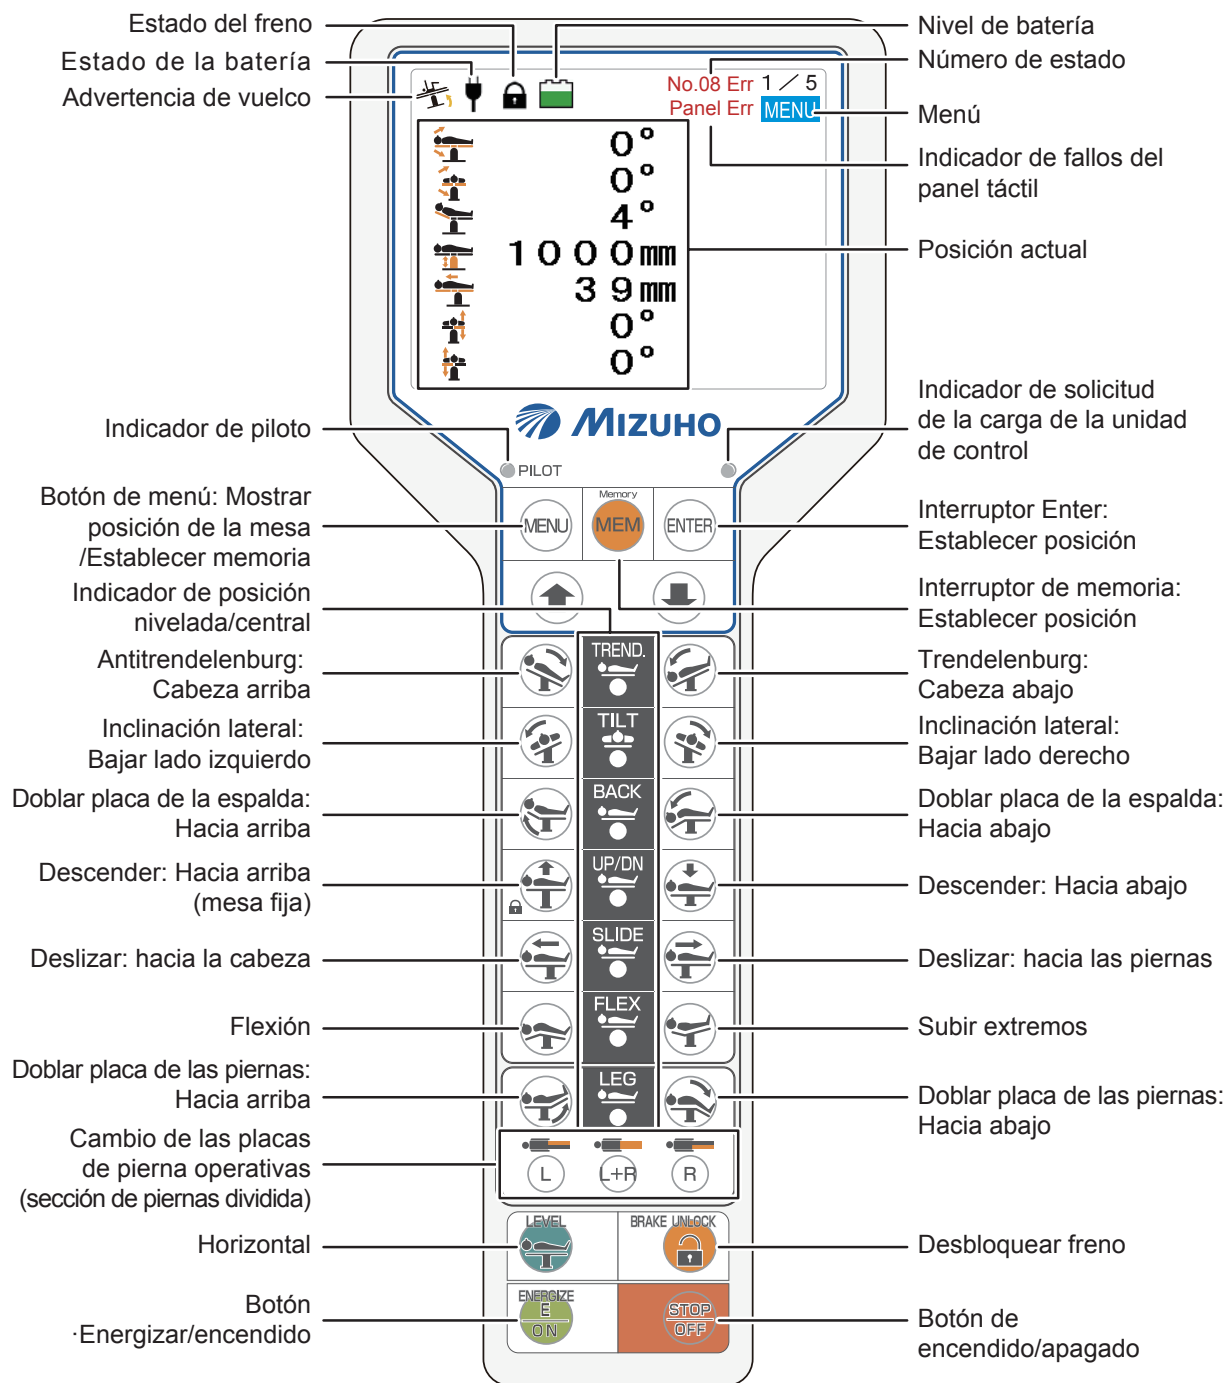 Estado del freno
Estado de la batería
Advertencia de vuelco
Nivel de batería
Número de estado
Menú
Indicador de fallos del
panel táctil
Posición actual
No.08 Err 1 / 5
Panel Err MENU
0°
0°
4°
1000mm
39mm
0°
0°
MIZUHO
Indicador de solicitud
de la carga de la unidad
de control
Indicador de piloto
PILOT
Botón de menú: Mostrar
posición de la mesa
/Establecer memoria
MENU
Memory
MEM
ENTER
Interruptor Enter:
Establecer posición
Indicador de posición
nivelada/central
Interruptor de memoria:
Establecer posición
Antitrendelenburg:
Cabeza arriba
TREND.
Trendelenburg:
Cabeza abajo
Inclinación lateral:
Bajar lado izquierdo
TILT
Inclinación lateral:
Bajar lado derecho
Doblar placa de la espalda:
Hacia arriba
BACK
Doblar placa de la espalda:
Hacia abajo
Descender: Hacia arriba
(mesa fija)
UP/DN
Descender: Hacia abajo
Deslizar: hacia la cabeza
SLIDE
Deslizar: hacia las piernas
Flexión
FLEX
Subir extremos
Doblar placa de las piernas:
Hacia arriba
LEG
Doblar placa de las piernas:
Hacia abajo
Cambio de las placas
de pierna operativas
(sección de piernas dividida)
L
L+R
R
Horizontal
LEVEL
BRAKE UNLOCK
Desbloquear freno
Botón
·Energizar/encendido
ENERGIZE
E
ON
STOP
OFF
Botón de
encendido/apagado